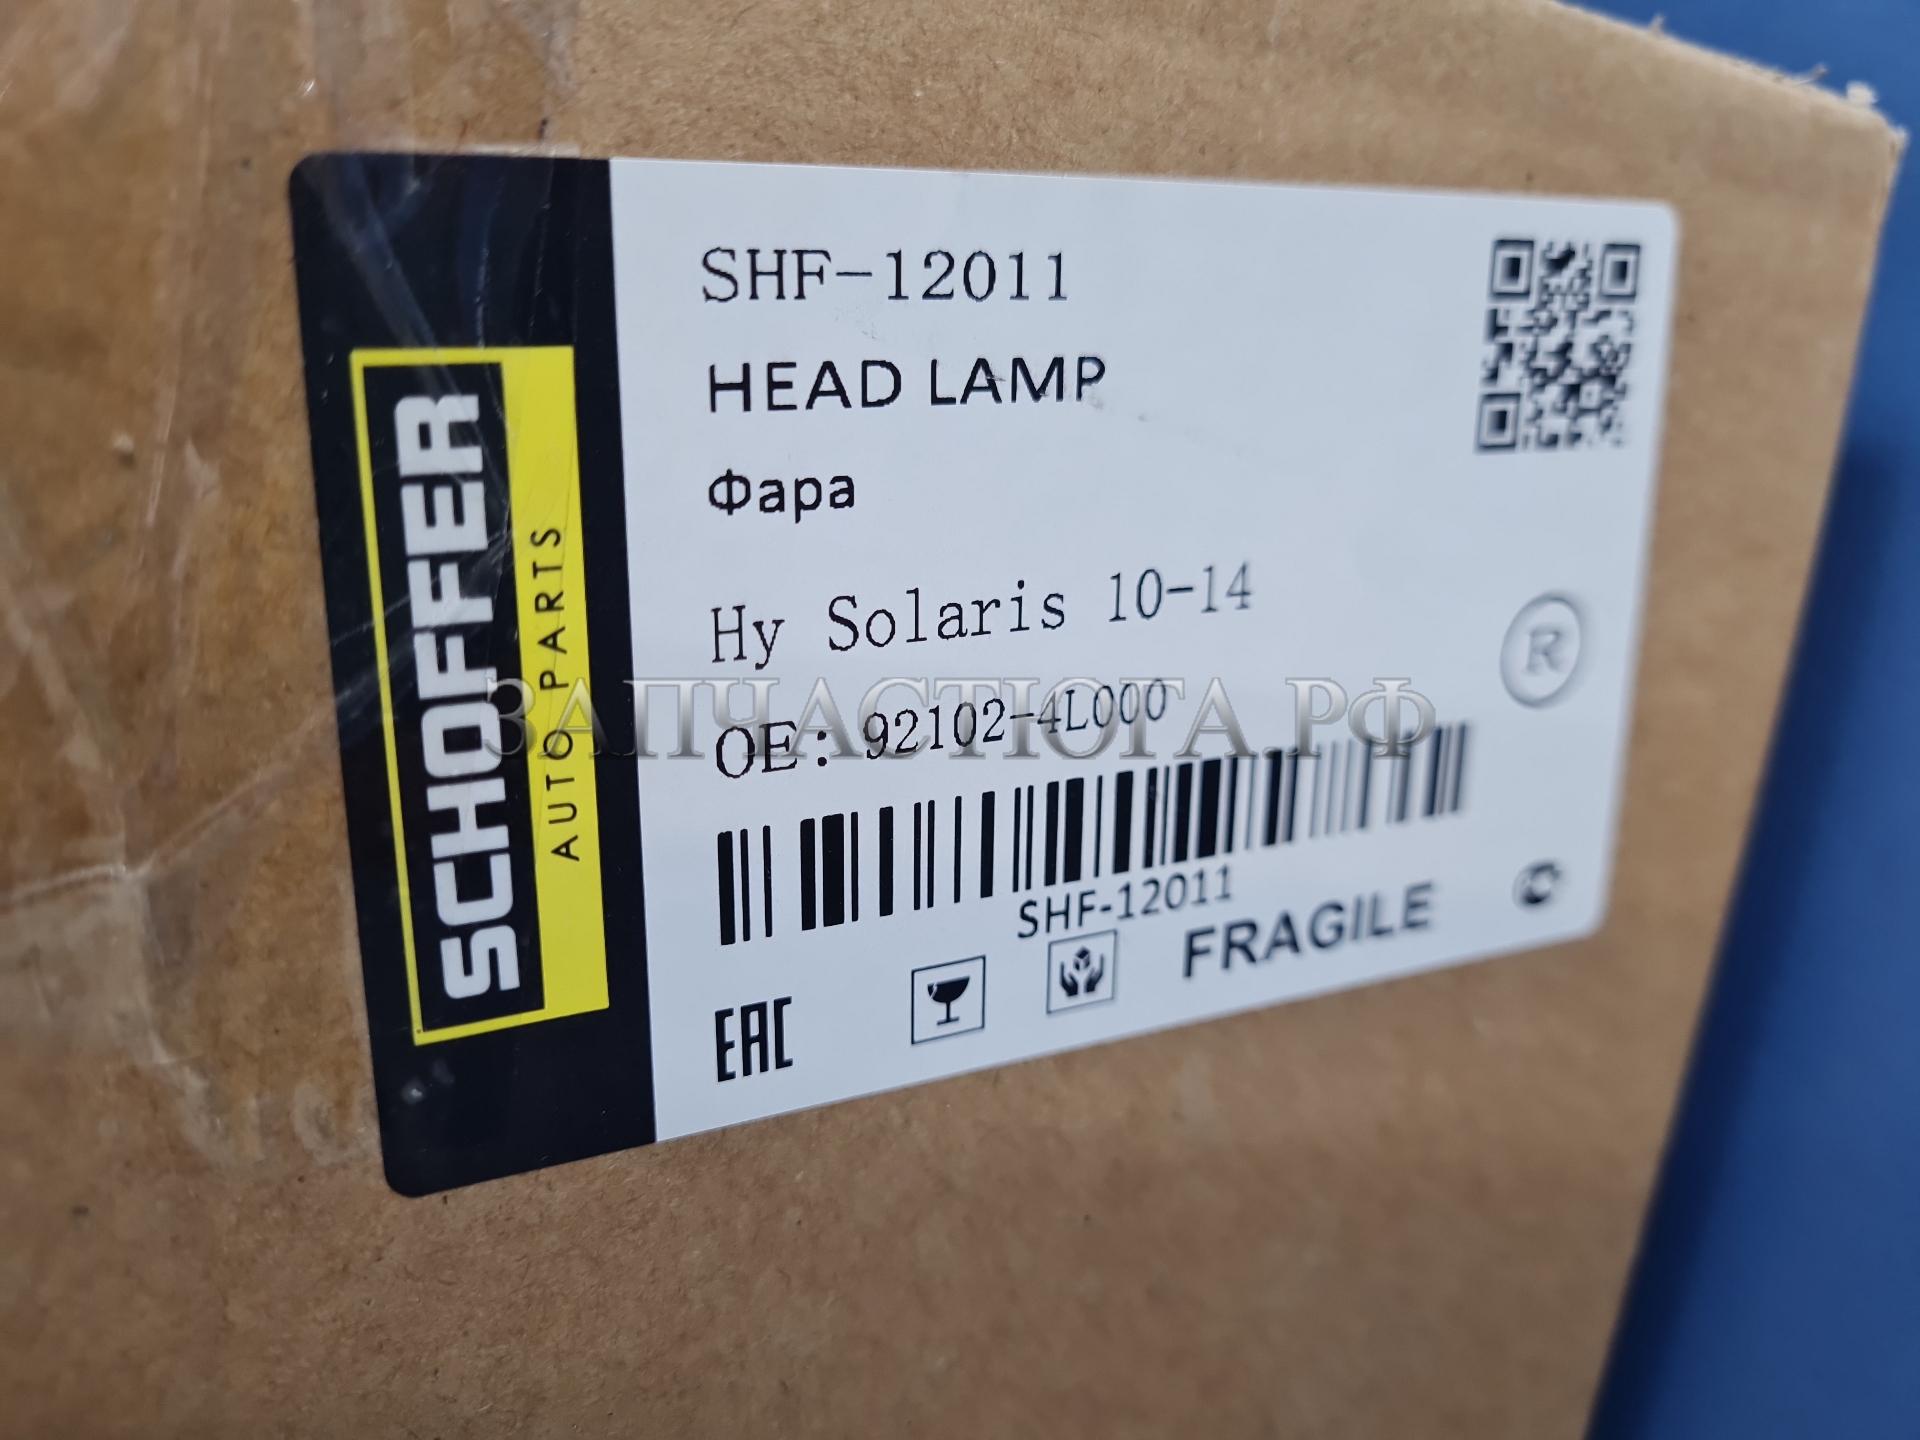 SCHOFFER
AUTO PARTS
SHF-12011
HEAD LAMP
Фара
Hy Solaris 10-14
R
OE: 92102-4L000
ЗАПЧАСТЮГА.РФ
SHF-12011
EAC
FRAGILE